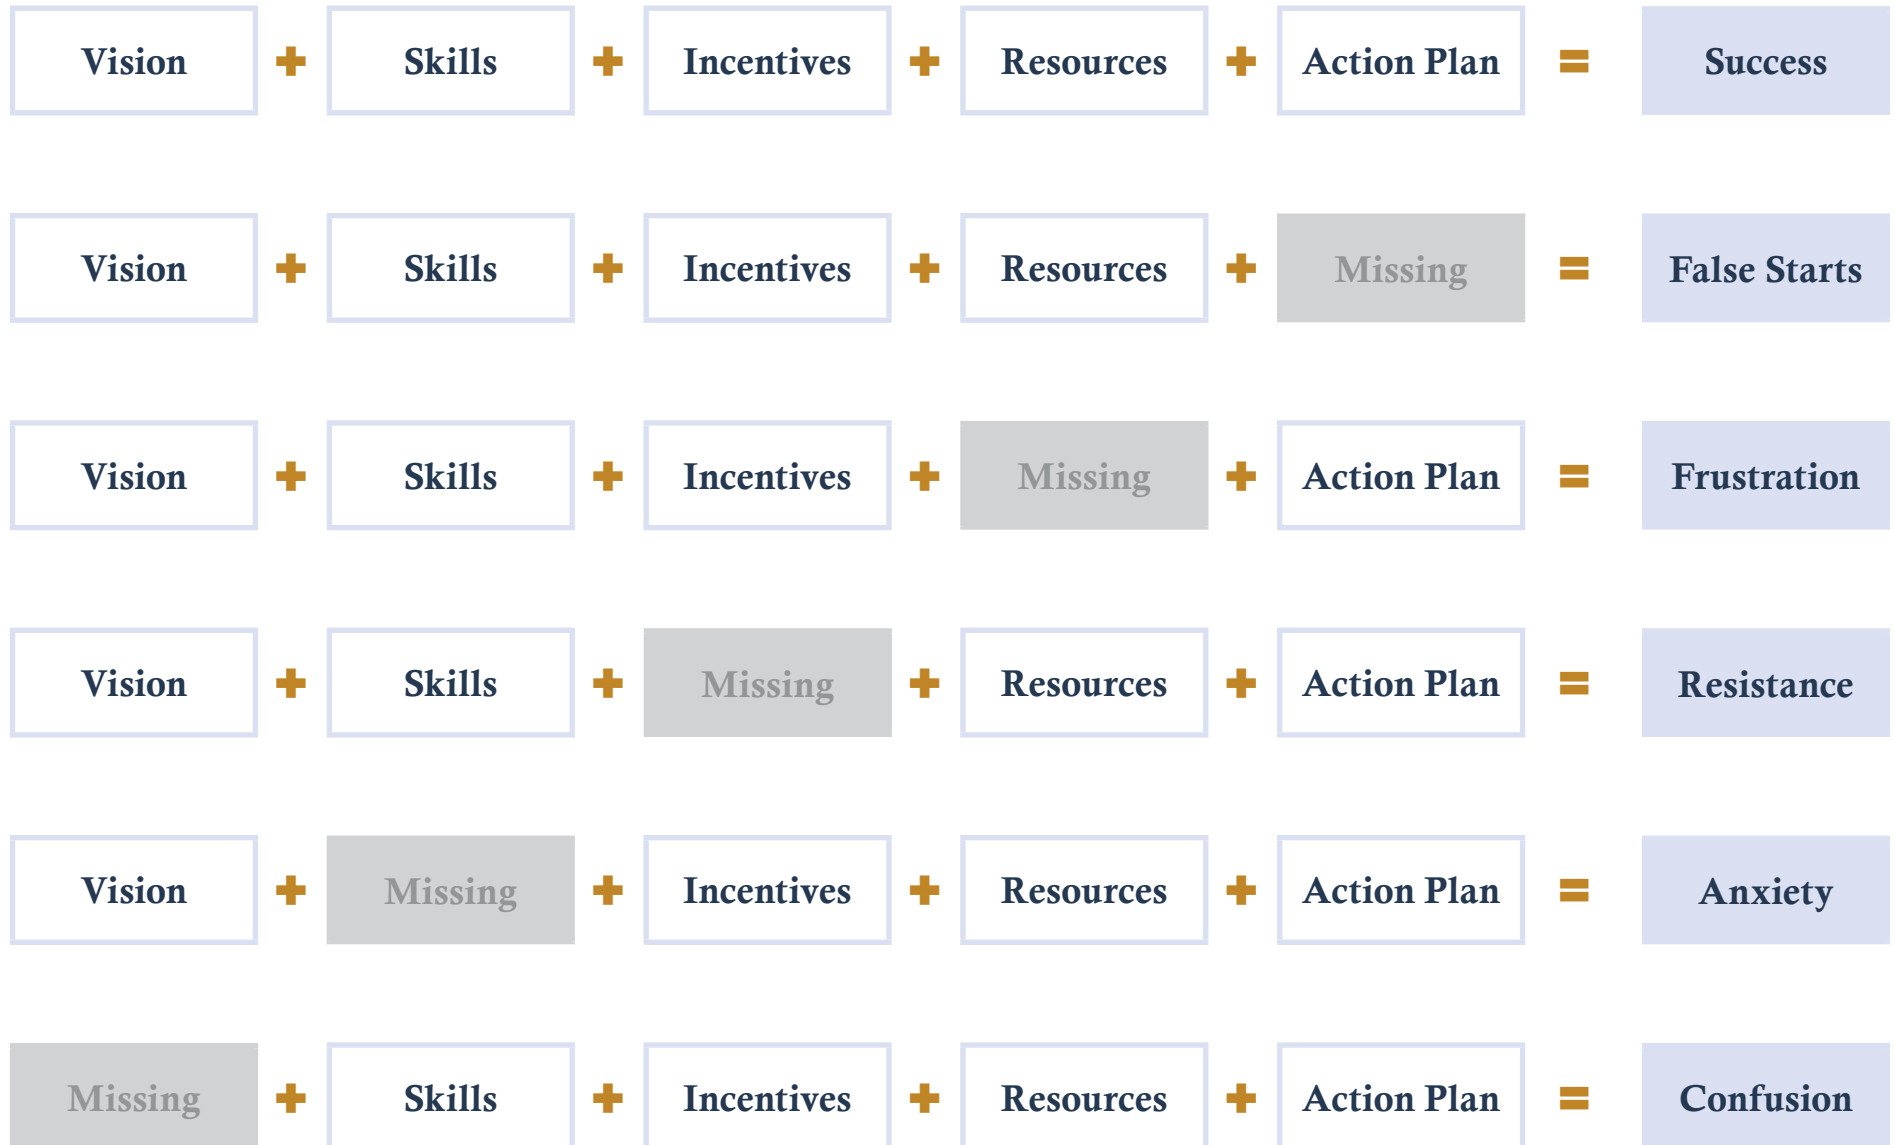 Vision + Skills + Incentives + Resources + Action Plan = Success
Vision + Skills + Incentives + Resources + Missing = False Starts
Vision + Skills + Incentives + Missing + Action Plan = Frustration
Vision + Skills + Missing + Resources + Action Plan = Resistance
Vision + Missing + Incentives + Resources + Action Plan = Anxiety
Missing + Skills + Incentives + Resources + Action Plan = Confusion